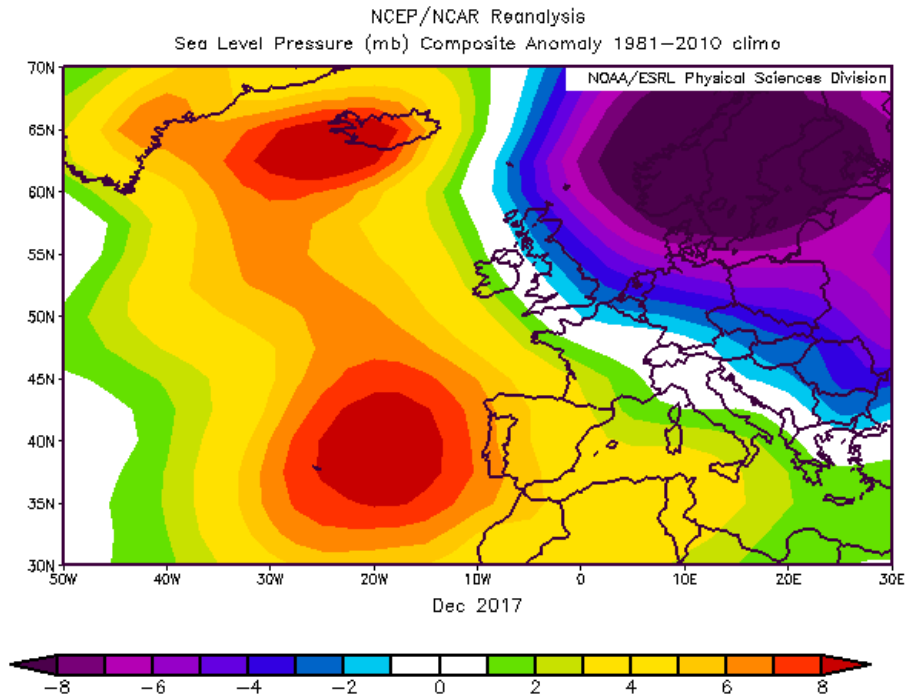 NCEP/NCAR Reanalysis
Sea Level Pressure (mb) Composite Anomaly 1981−2010 climo
NOAA/ESRL Physical Sciences Division
70N
65N
60N
55N
50N
45N
40N
35N
30N
50W 40W 30W 20W 10W 0 10E 20E 30E
Dec 2017
−8 −6 −4 −2 0 2 4 6 8